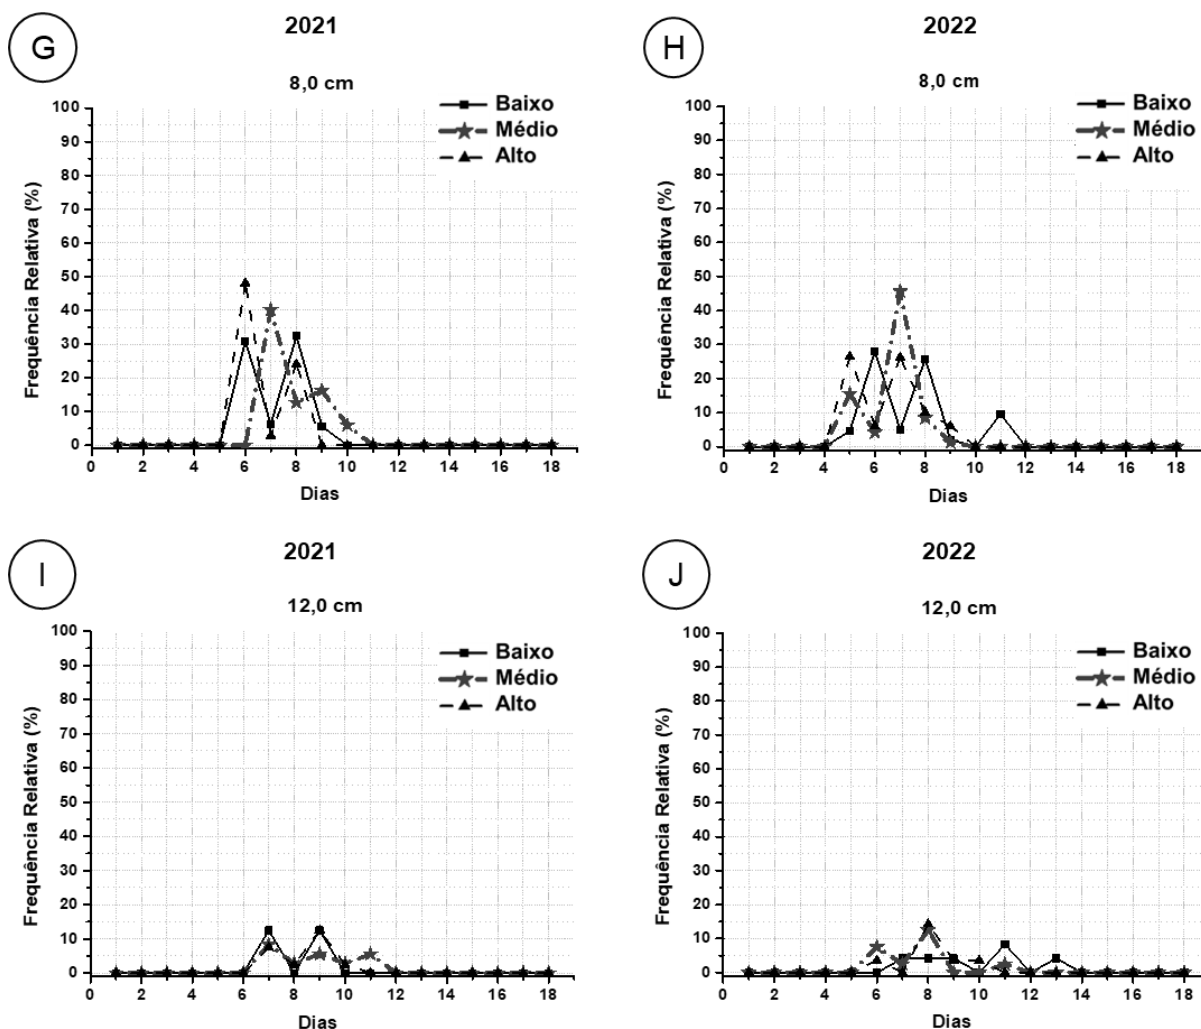 G
2021
8,0 cm
Baixo
Médio
Alto
Frequência Relativa (%)
100
90
80
70
60
50
40
30
20
10
0
0 2 4 6 8 10 12 14 16 18
Dias
H
2022
8,0 cm
Baixo
Médio
Alto
Frequência Relativa (%)
100
90
80
70
60
50
40
30
20
10
0
0 2 4 6 8 10 12 14 16 18
Dias
I
2021
12,0 cm
Baixo
Médio
Alto
Frequência Relativa (%)
100
90
80
70
60
50
40
30
20
10
0
0 2 4 6 8 10 12 14 16 18
Dias
J
2022
12,0 cm
Baixo
Médio
Alto
Frequência Relativa (%)
100
90
80
70
60
50
40
30
20
10
0
0 2 4 6 8 10 12 14 16 18
Dias